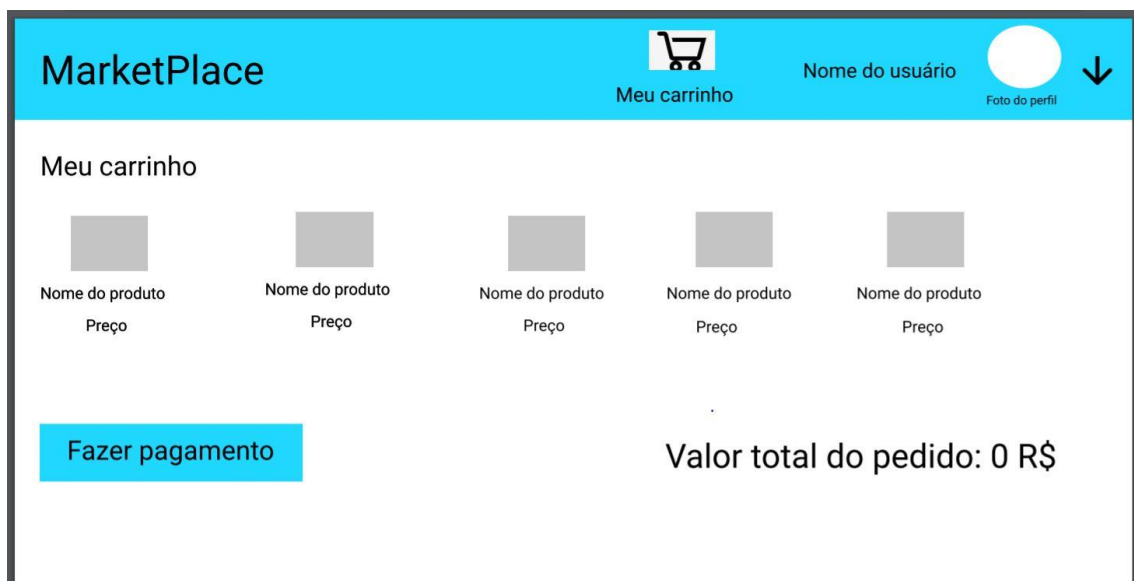 MarketPlace
Meu carrinho
Nome do usuário
Foto do perfil
Meu carrinho
Nome do produto
Preço
Nome do produto
Preço
Nome do produto
Preço
Nome do produto
Preço
Nome do produto
Preço
Fazer pagamento
Valor total do pedido: 0 R$